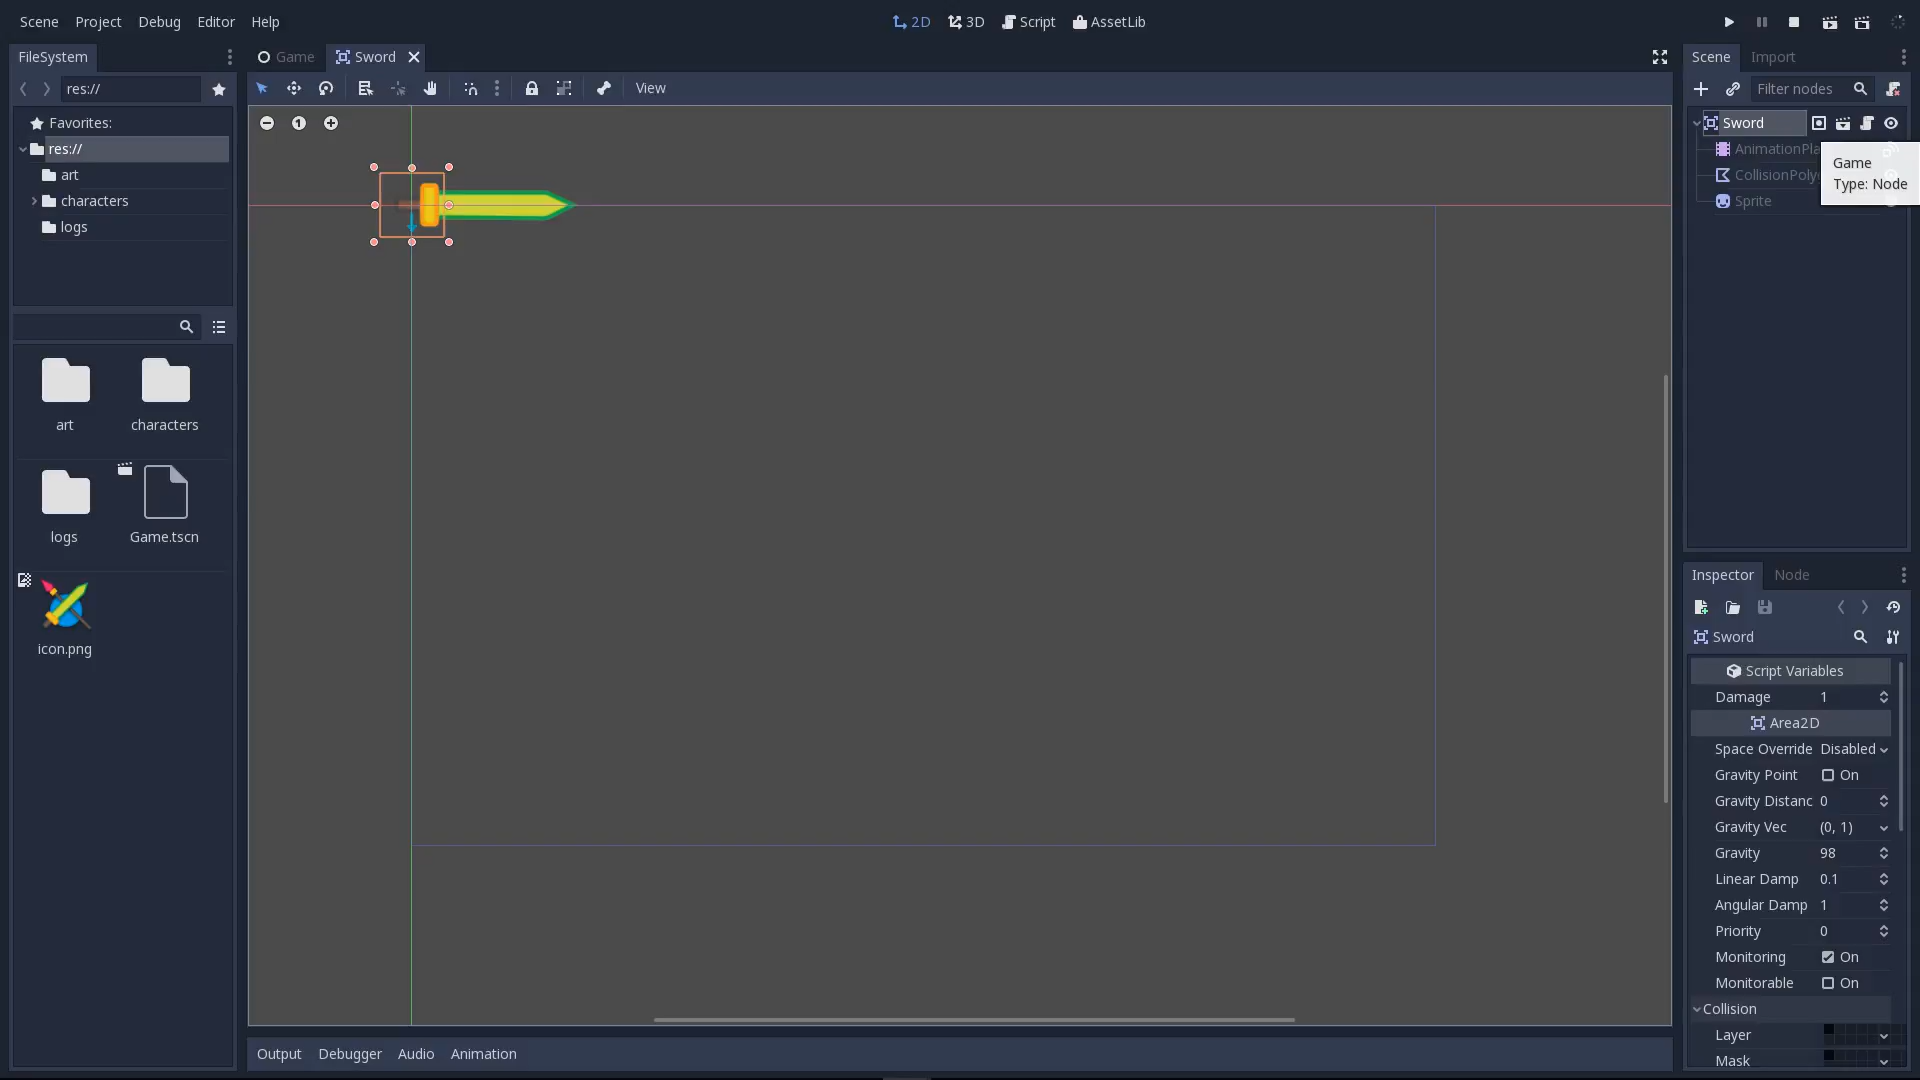 Scene Project Debug Editor Help
2D 3D Script AssetLib
FileSystem
res://
Favorites:
res://
art
characters
logs
art
characters
logs
Game.tscn
icon.png
Game Sword
View
1
Output Debugger Audio Animation
Scene Import
Filter nodes
Sword
AnimationPla
CollisionPoly
Sprite
Game
Type: Node
Inspector Node
Sword
Script Variables
Damage 1
Area2D
Space Override Disabled
Gravity Point On
Gravity Distanc 0
Gravity Vec (0, 1)
Gravity 98
Linear Damp 0.1
Angular Damp 1
Priority 0
Monitoring On
Monitorable On
Collision
Layer
Mask